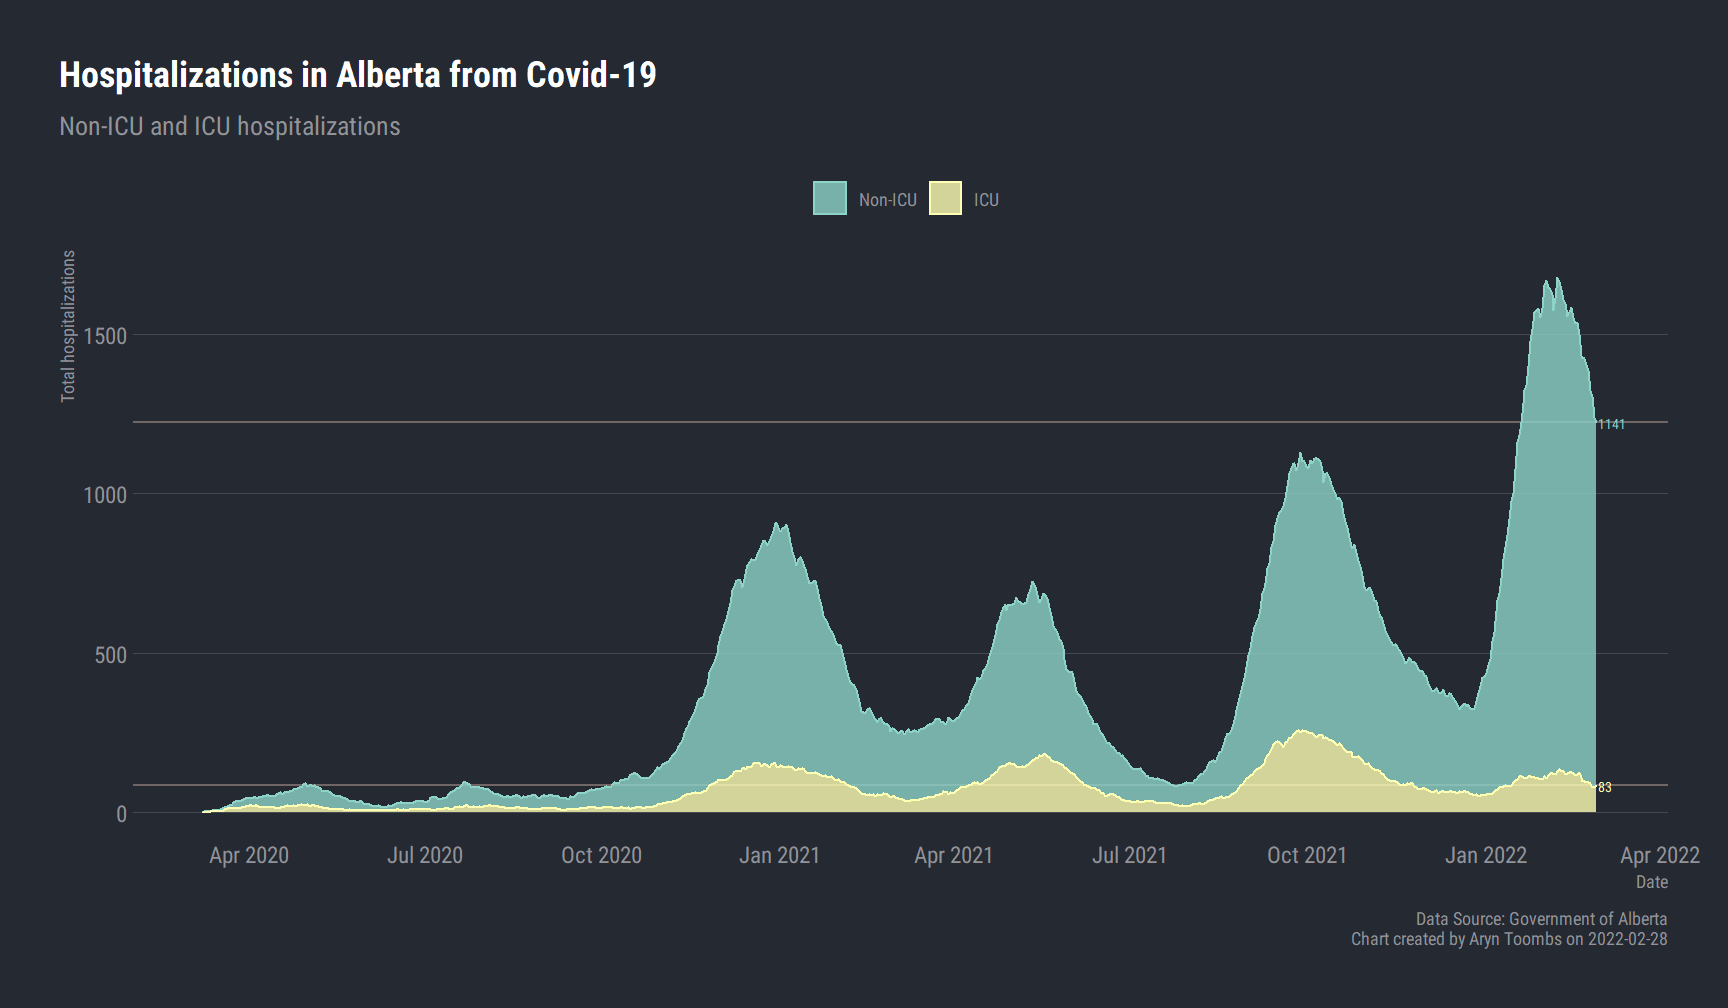 Hospitalizations in Alberta from Covid-19
Non-ICU and ICU hospitalizations
Non-ICU
ICU
Total hospitalizations
1500
1141
1000
500
83
0
Apr 2020
Jul 2020
Oct 2020
Jan 2021
Apr 2021
Jul 2021
Oct 2021
Jan 2022
Apr 2022
Date
Data Source: Government of Alberta
Chart created by Aryn Toombs on 2022-02-28